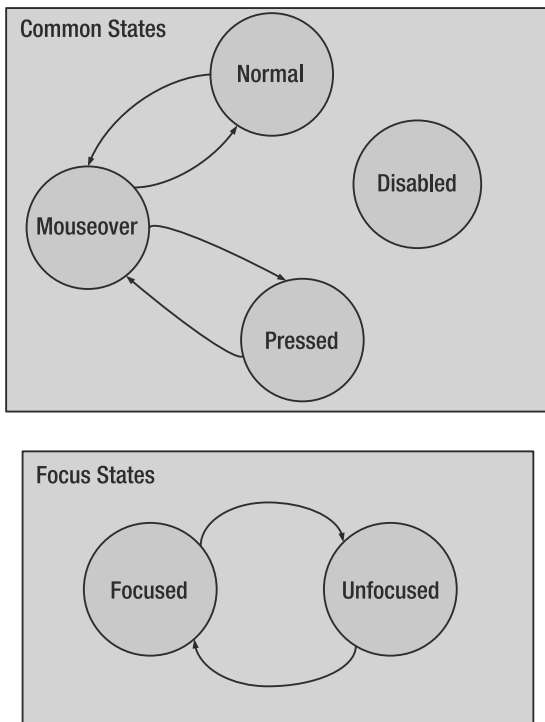 Common States
Normal
Disabled
Mouseover
Pressed
Focus States
Focused
Unfocused